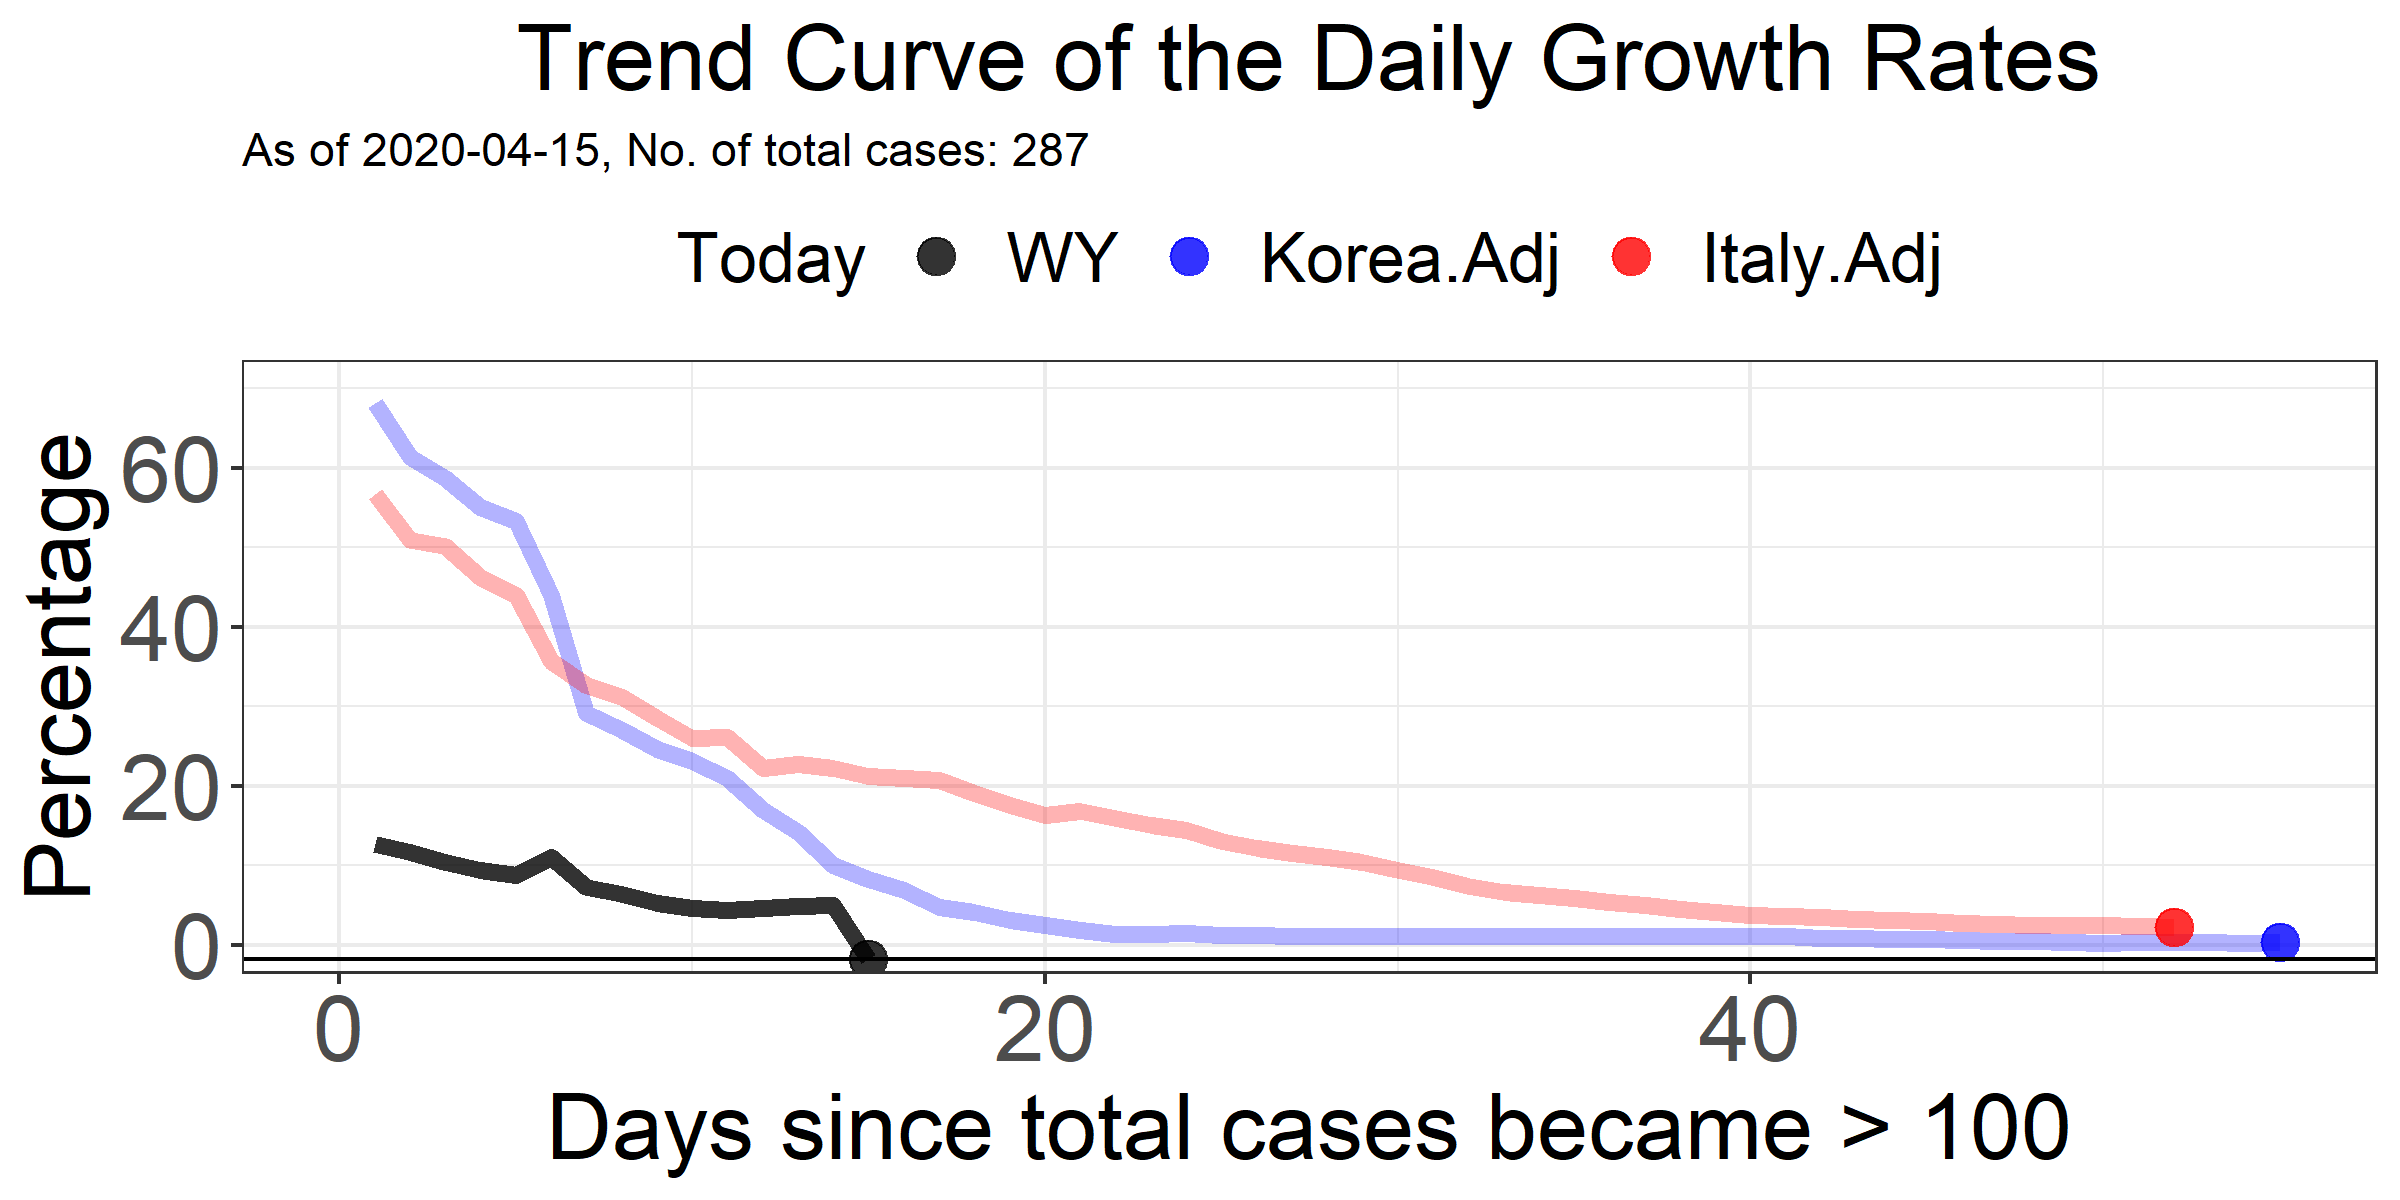 Trend Curve of the Daily Growth Rates
As of 2020-04-15, No. of total cases: 287
Today WY Korea.Adj Italy.Adj
Percentage
60
40
20
0
0 20 40
Days since total cases became > 100